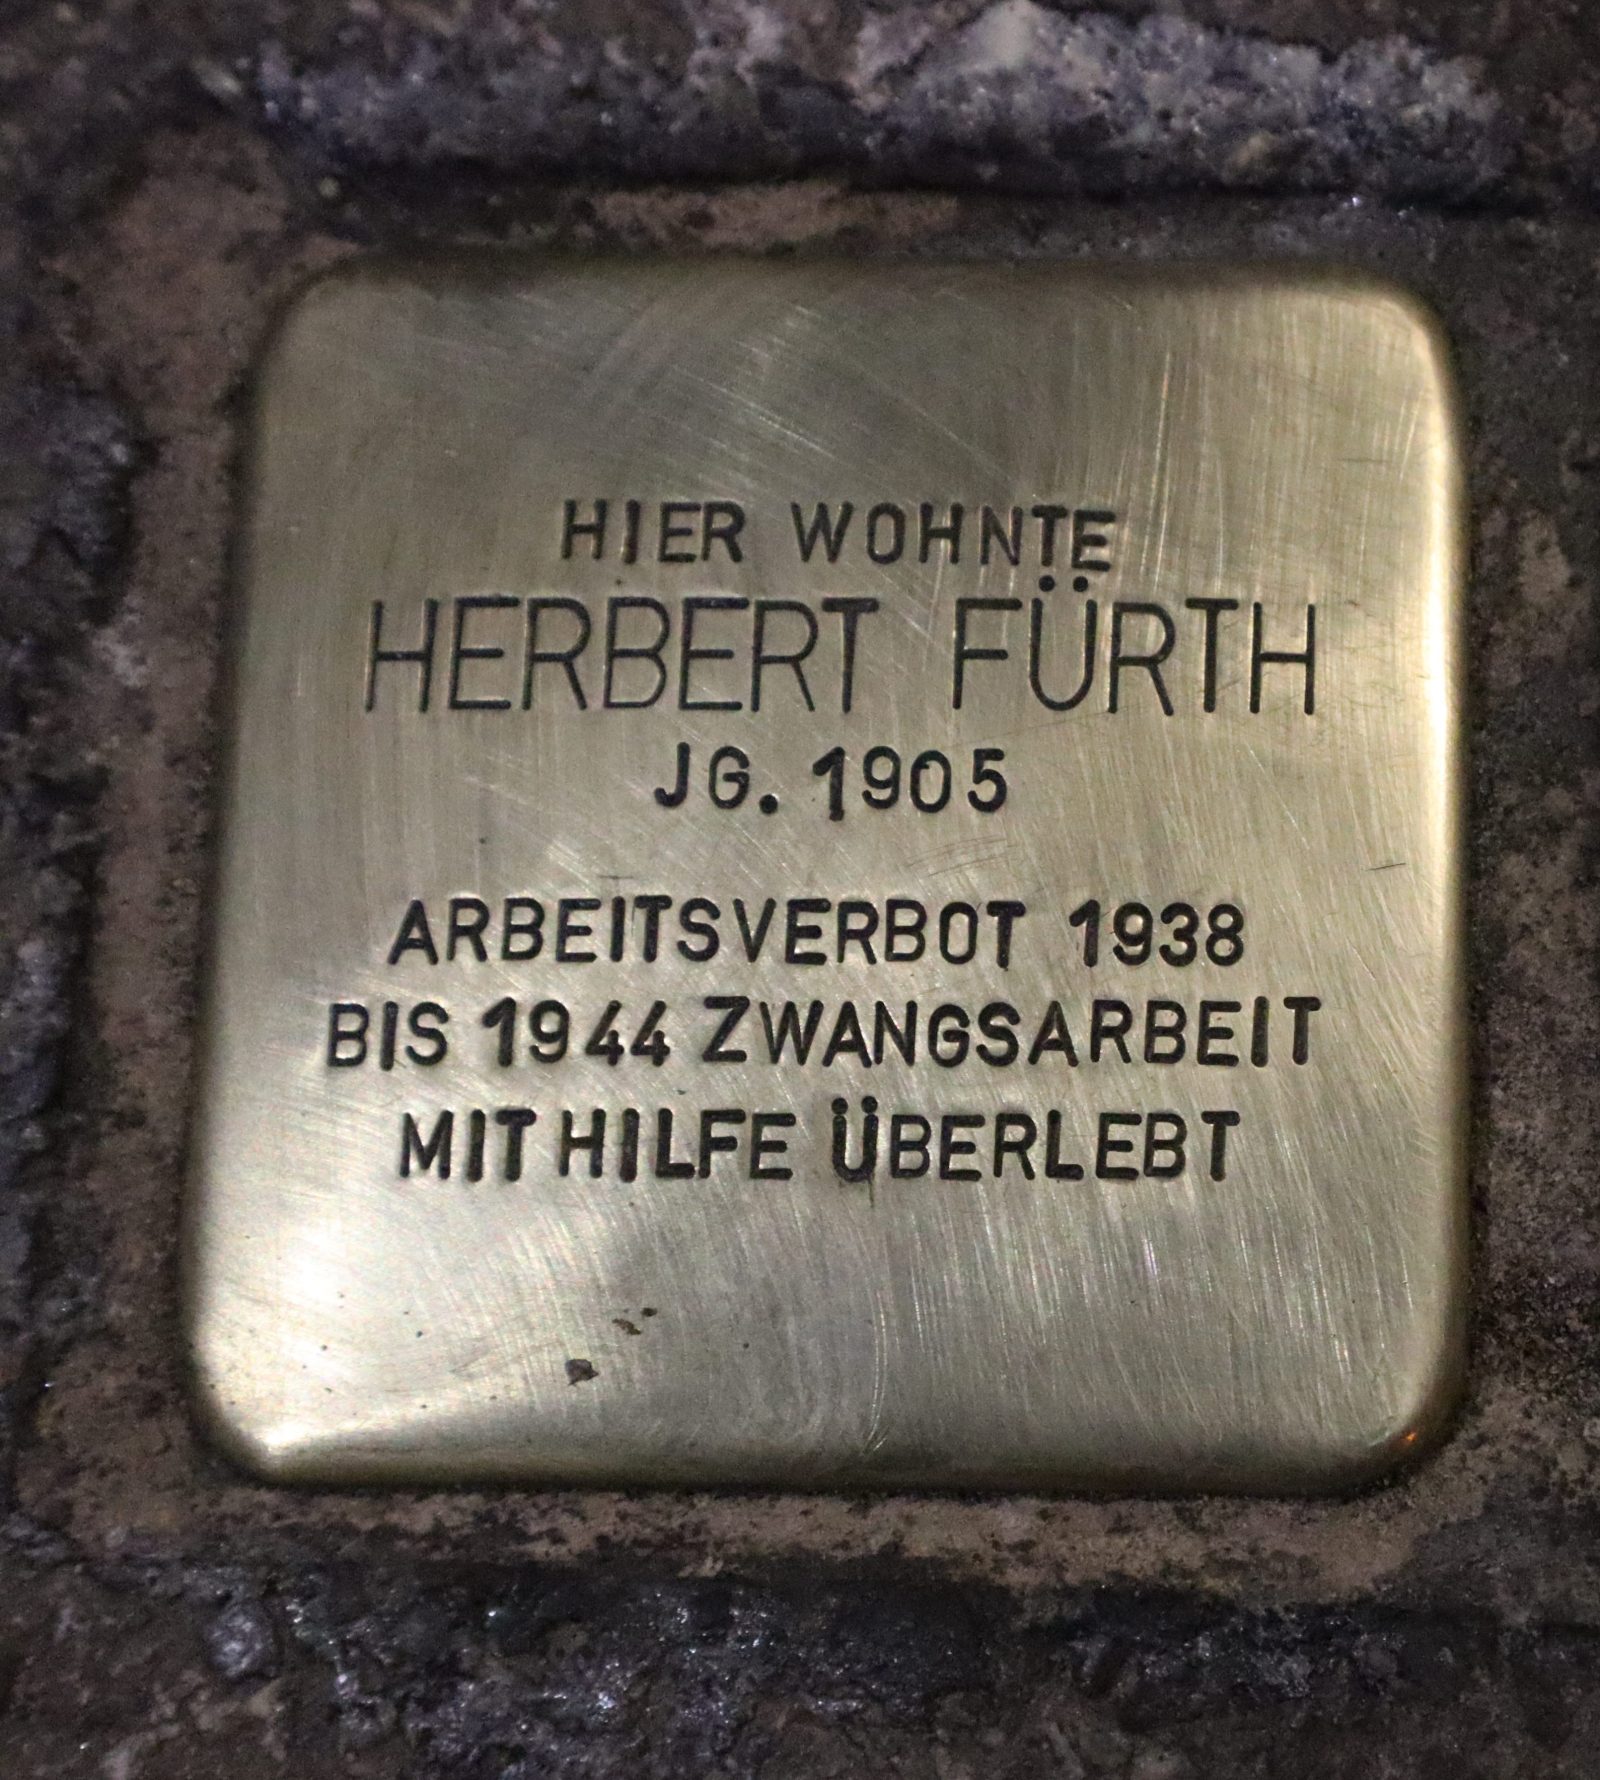 HIER WOHNTE
HERBERT FÜRTH
JG. 1905
ARBEITSVERBOT 1938
BIS 1944 ZWANGSARBEIT
MIT HILFE ÜBERLEBT